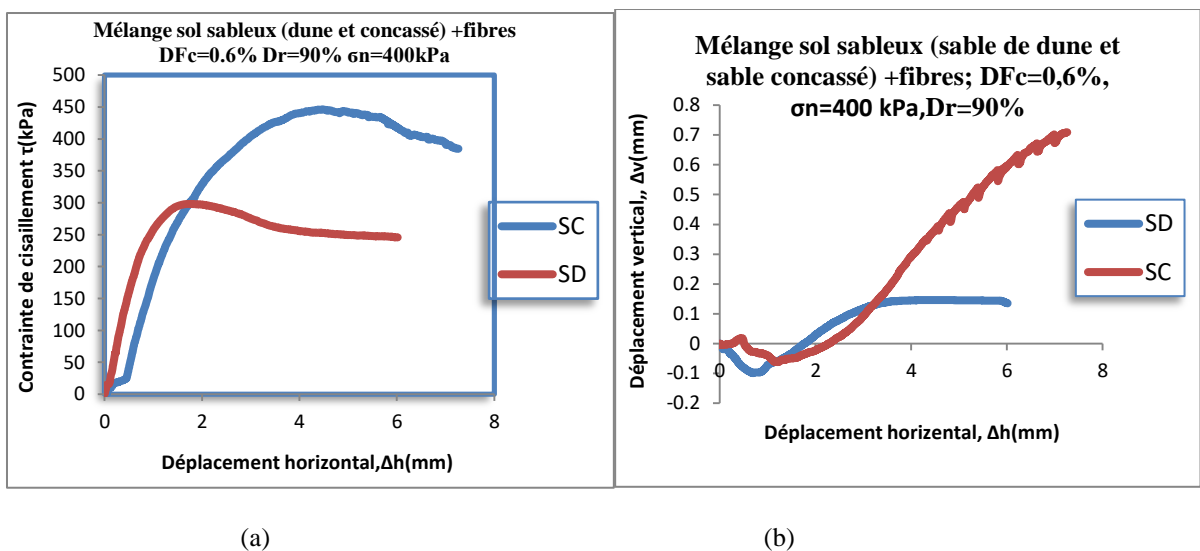 Mélange sol sableux (dune et concassé) +fibres
DFc=0.6% Dr=90% σn=400kPa
Contrainte de cisaillement τ(kPa)
500
450
400
350
300
250
200
150
100
50
0
0 2 4 6 8
Déplacement horizontal,Δh(mm)
SC
SD
(a)
Mélange sol sableux (sable de dune et
sable concassé) +fibres; DFc=0,6%,
σn=400 kPa,Dr=90%
Déplacement vertical,, Δv(mm)
0.8
0.7
0.6
0.5
0.4
0.3
0.2
0.1
0
-0.1
-0.2
0 2 4 6 8
Déplacement horizental, Δh(mm)
SD
SC
(b)